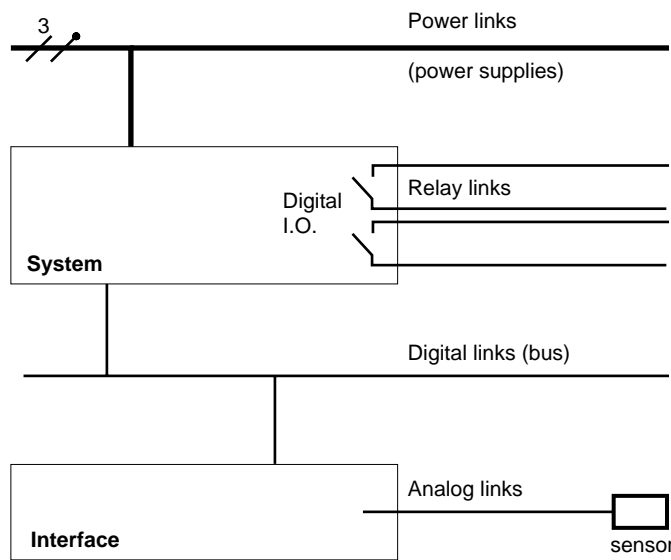 3
Power links
(power supplies)
Digital
I.O.
Relay links
System
Digital links (bus)
Analog links
Interface
sensor